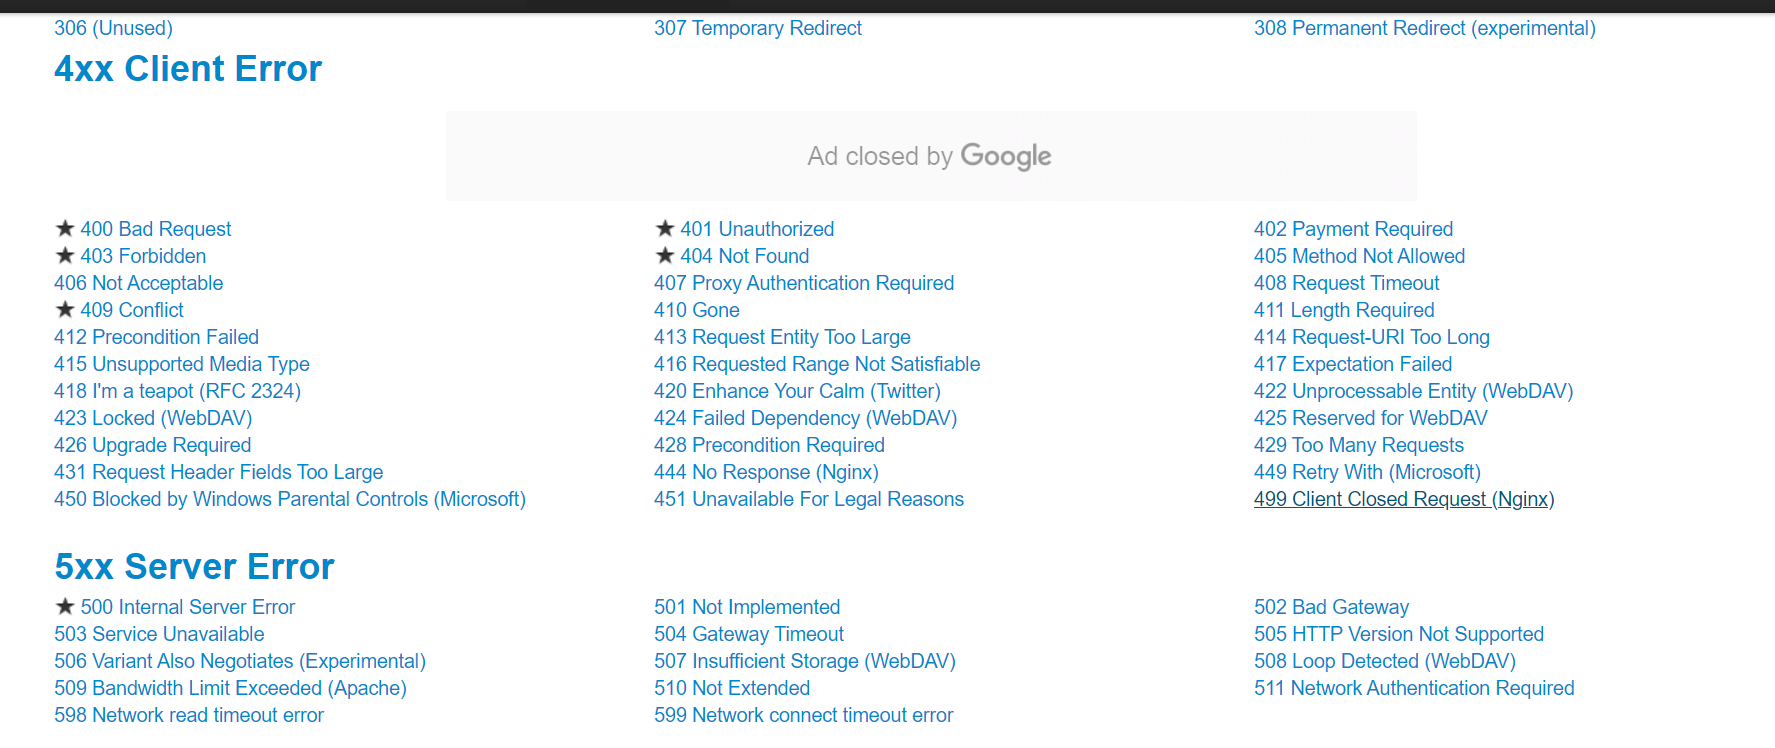 306 (Unused) 307 Temporary Redirect 308 Permanent Redirect (experimental)
4xx Client Error
Ad closed by Google
★ 400 Bad Request ★ 401 Unauthorized 402 Payment Required
★ 403 Forbidden ★ 404 Not Found 405 Method Not Allowed
406 Not Acceptable 407 Proxy Authentication Required 408 Request Timeout
★ 409 Conflict 410 Gone 411 Length Required
412 Precondition Failed 413 Request Entity Too Large 414 Request-URI Too Long
415 Unsupported Media Type 416 Requested Range Not Satisfiable 417 Expectation Failed
418 I'm a teapot (RFC 2324) 420 Enhance Your Calm (Twitter) 422 Unprocessable Entity (WebDAV)
423 Locked (WebDAV) 424 Failed Dependency (WebDAV) 425 Reserved for WebDAV
426 Upgrade Required 428 Precondition Required 429 Too Many Requests
431 Request Header Fields Too Large 444 No Response (Nginx) 449 Retry With (Microsoft)
450 Blocked by Windows Parental Controls (Microsoft) 451 Unavailable For Legal Reasons 499 Client Closed Request (Nginx)
5xx Server Error
★ 500 Internal Server Error 501 Not Implemented 502 Bad Gateway
503 Service Unavailable 504 Gateway Timeout 505 HTTP Version Not Supported
506 Variant Also Negotiates (Experimental) 507 Insufficient Storage (WebDAV) 508 Loop Detected (WebDAV)
509 Bandwidth Limit Exceeded (Apache) 510 Not Extended 511 Network Authentication Required
598 Network read timeout error 599 Network connect timeout error